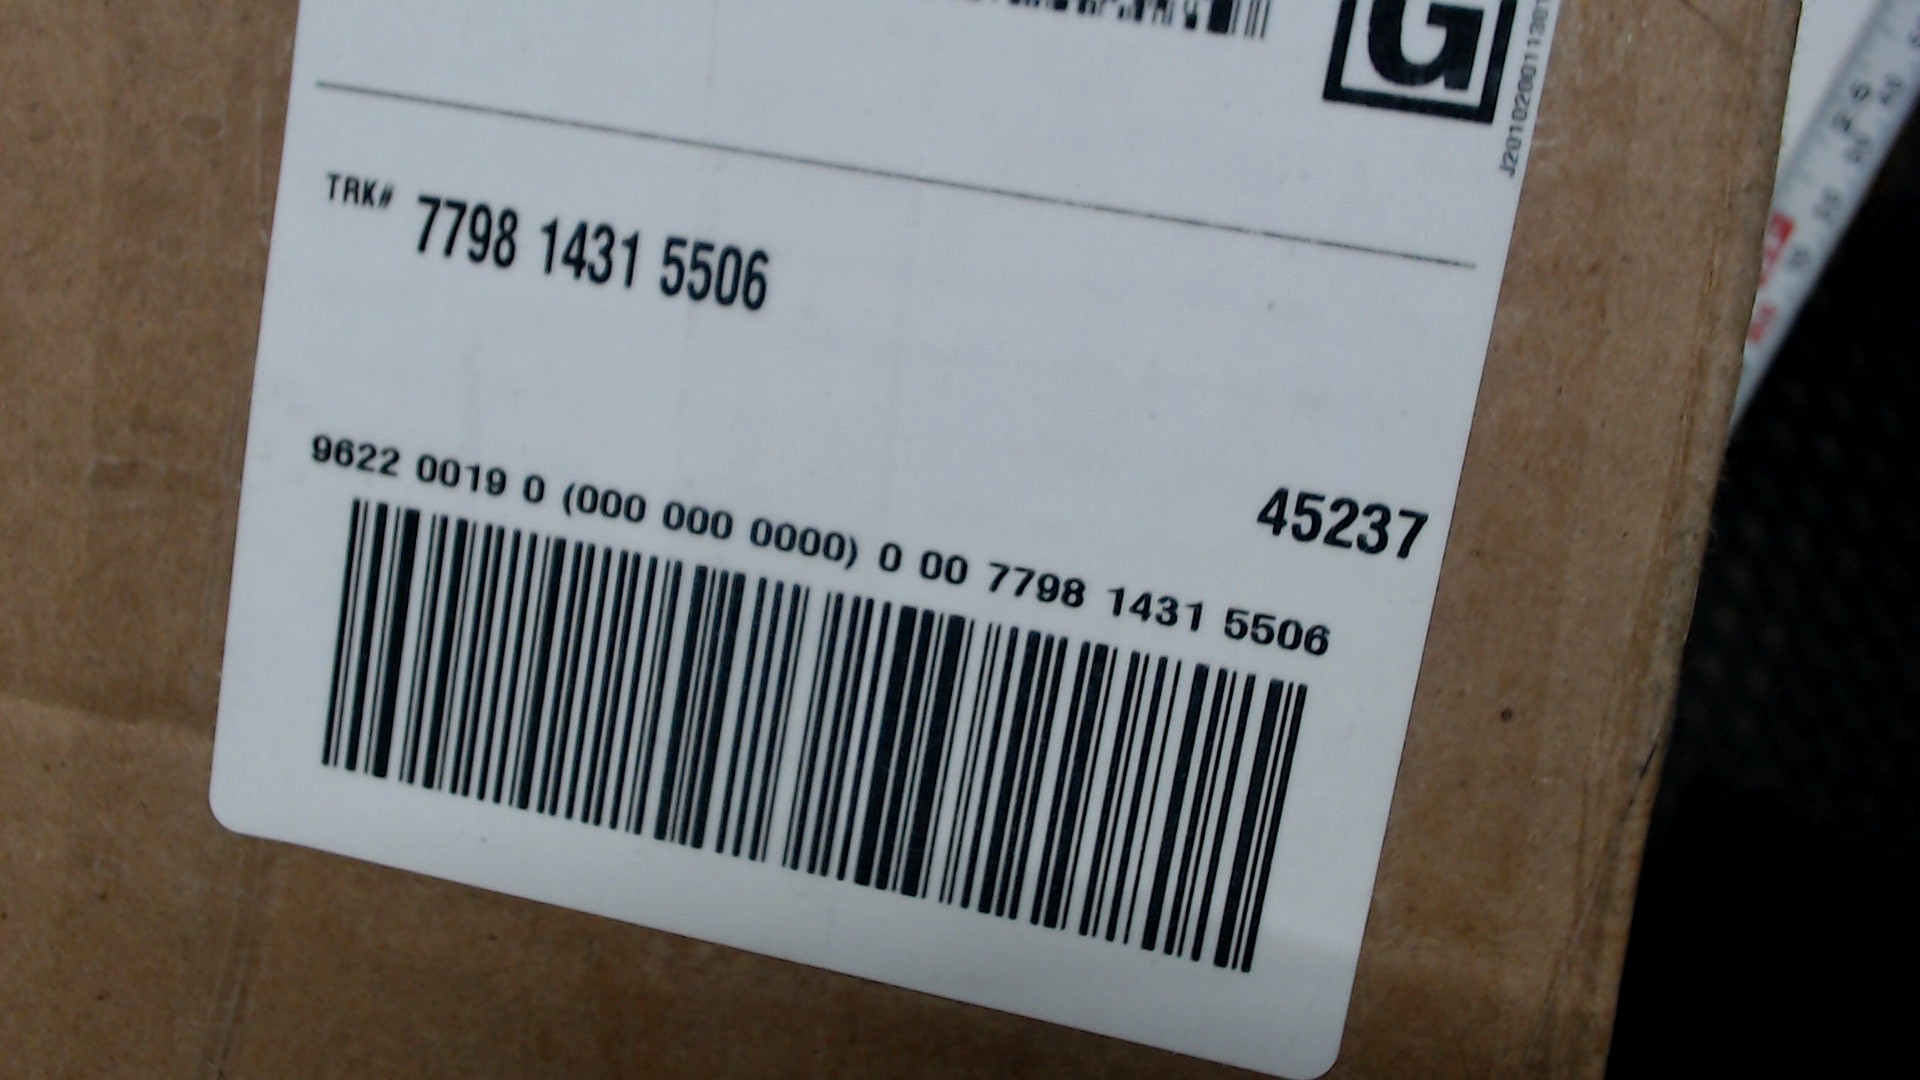 G
TRK# 7798 1431 5506
45237
9622 0019 0 (000 000 0000) 0 00 7798 1431 5506